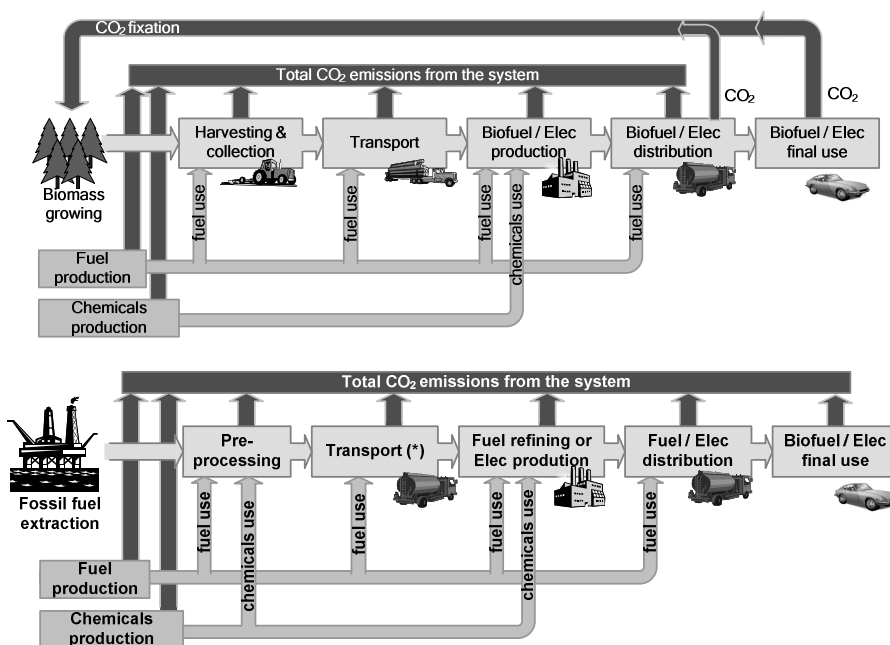 CO2 fixation
Total CO2 emissions from the system
CO2
CO2
Harvesting &
collection
Transport
Biofuel / Elec
production
Biofuel / Elec
distribution
Biofuel / Elec
final use
Biomass
growing
fuel use
fuel use
fuel use
chemicals use
fuel use
Fuel
production
Chemicals
production
Total CO2 emissions from the system
Pre-
processing
Transport (*)
Fuel refining or
Elec prodution
Fuel / Elec
distribution
Biofuel / Elec
final use
Fossil fuel
extraction
fuel use
chemicals use
fuel use
fuel use
chemicals use
fuel use
Fuel
production
Chemicals
production